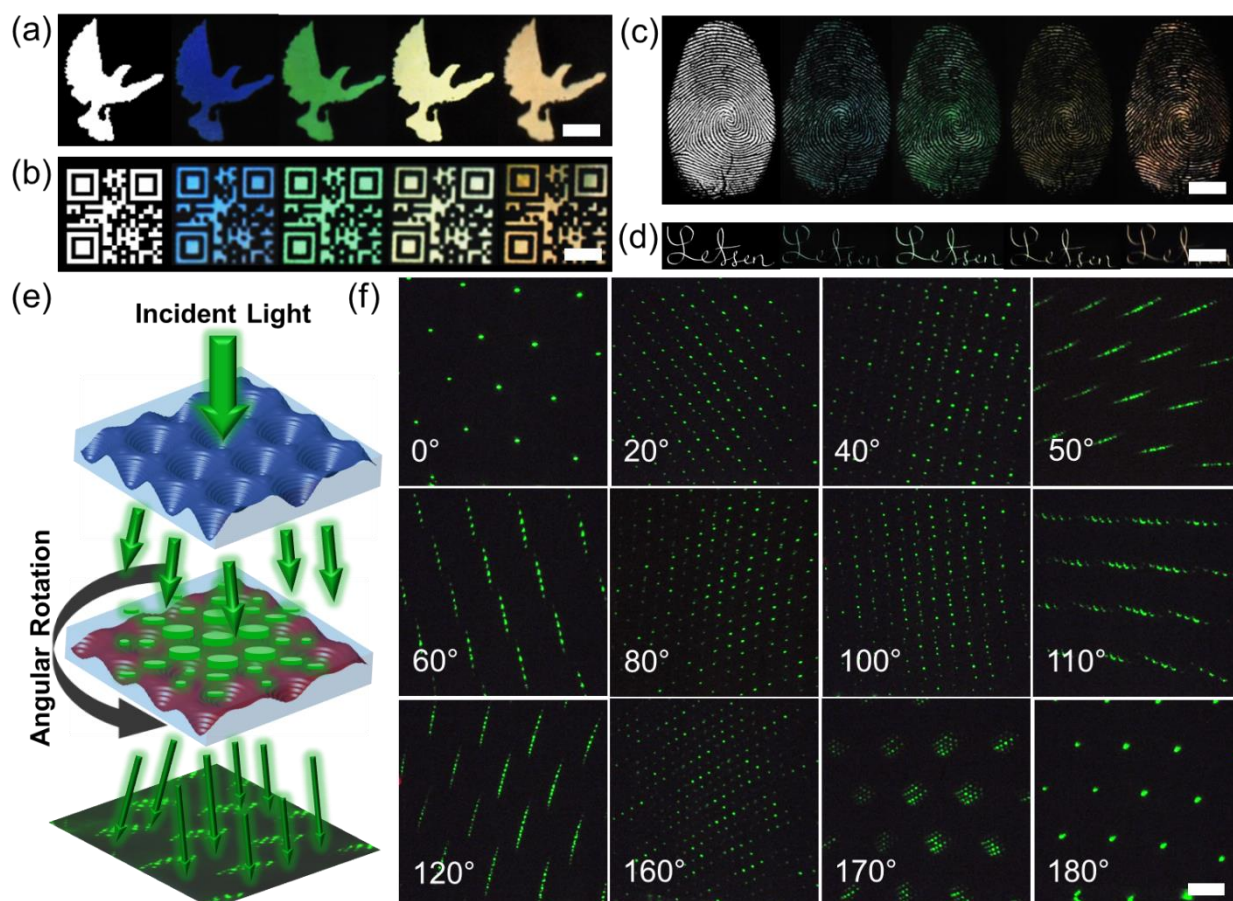 (a)
(b)
(c)
(d)
Letsen Letsen Letsen Letsen Letsen
(e)
Incident Light
Angular Rotation
(f)
0° 20° 40° 50°
60° 80° 100° 110°
120° 160° 170° 180°